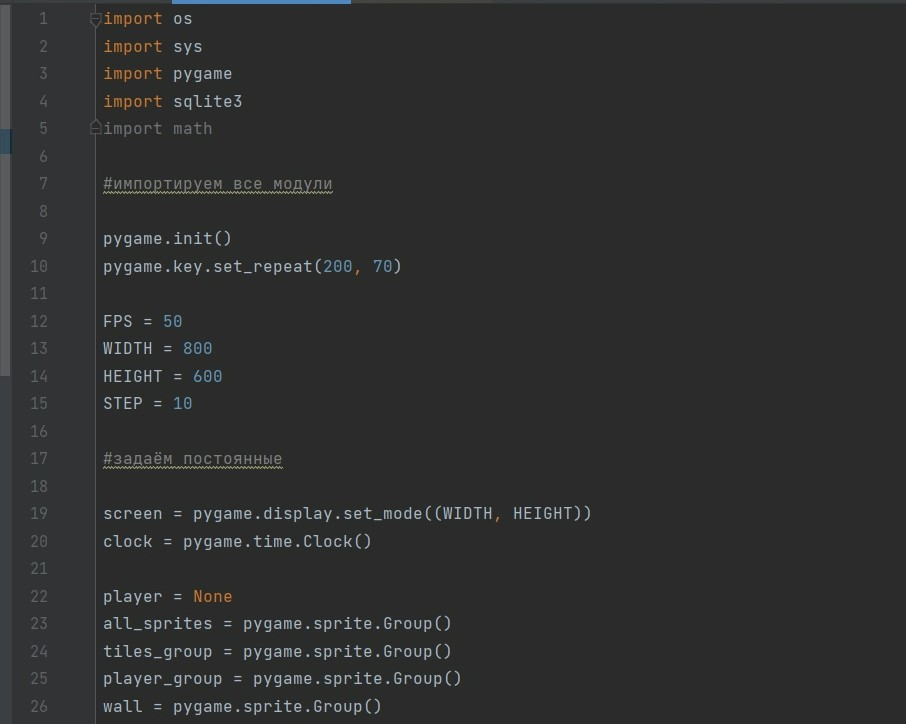 1 import os
2 import sys
3 import pygame
4 import sqlite3
5 import math
6
7 #импортируем все модули
8
9 pygame.init()
10 pygame.key.set_repeat(200, 70)
11
12 FPS = 50
13 WIDTH = 800
14 HEIGHT = 600
15 STEP = 10
16
17 #задаём постоянные
18
19 screen = pygame.display.set_mode((WIDTH, HEIGHT))
20 clock = pygame.time.Clock()
21
22 player = None
23 all_sprites = pygame.sprite.Group()
24 tiles_group = pygame.sprite.Group()
25 player_group = pygame.sprite.Group()
26 wall = pygame.sprite.Group()